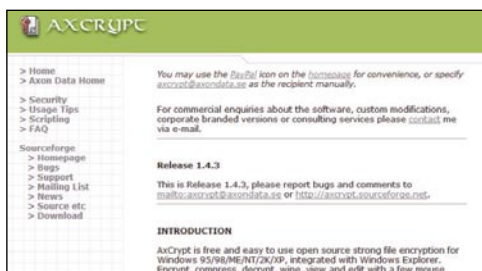 AXCRYPT
> Home
> Axon Data Home
> Security
> Usage Tips
> Scripting
> FAQ
Sourceforge
> Homepage
> Bugs
> Support
> Mailing List
> News
> Source etc
> Download
You may use the PayPal icon on the homepage for convenience, or specify
axcrypt@axondata.se as the recipient manually.
For commercial enquiries about the software, custom modifications,
corporate branded versions or consulting services please contact me
via e-mail.
Release 1.4.3
This is Release 1.4.3, please report bugs and comments to
mailto:axcrypt@axondata.se or http://axcrypt.sourceforge.net.
INTRODUCTION
AxCrypt is free and easy to use open source strong file encryption for
Windows 95/98/ME/NT/2K/XP, integrated with Windows Explorer.
Encrypt, compress, decrypt, wipe, view and edit with a few mouse